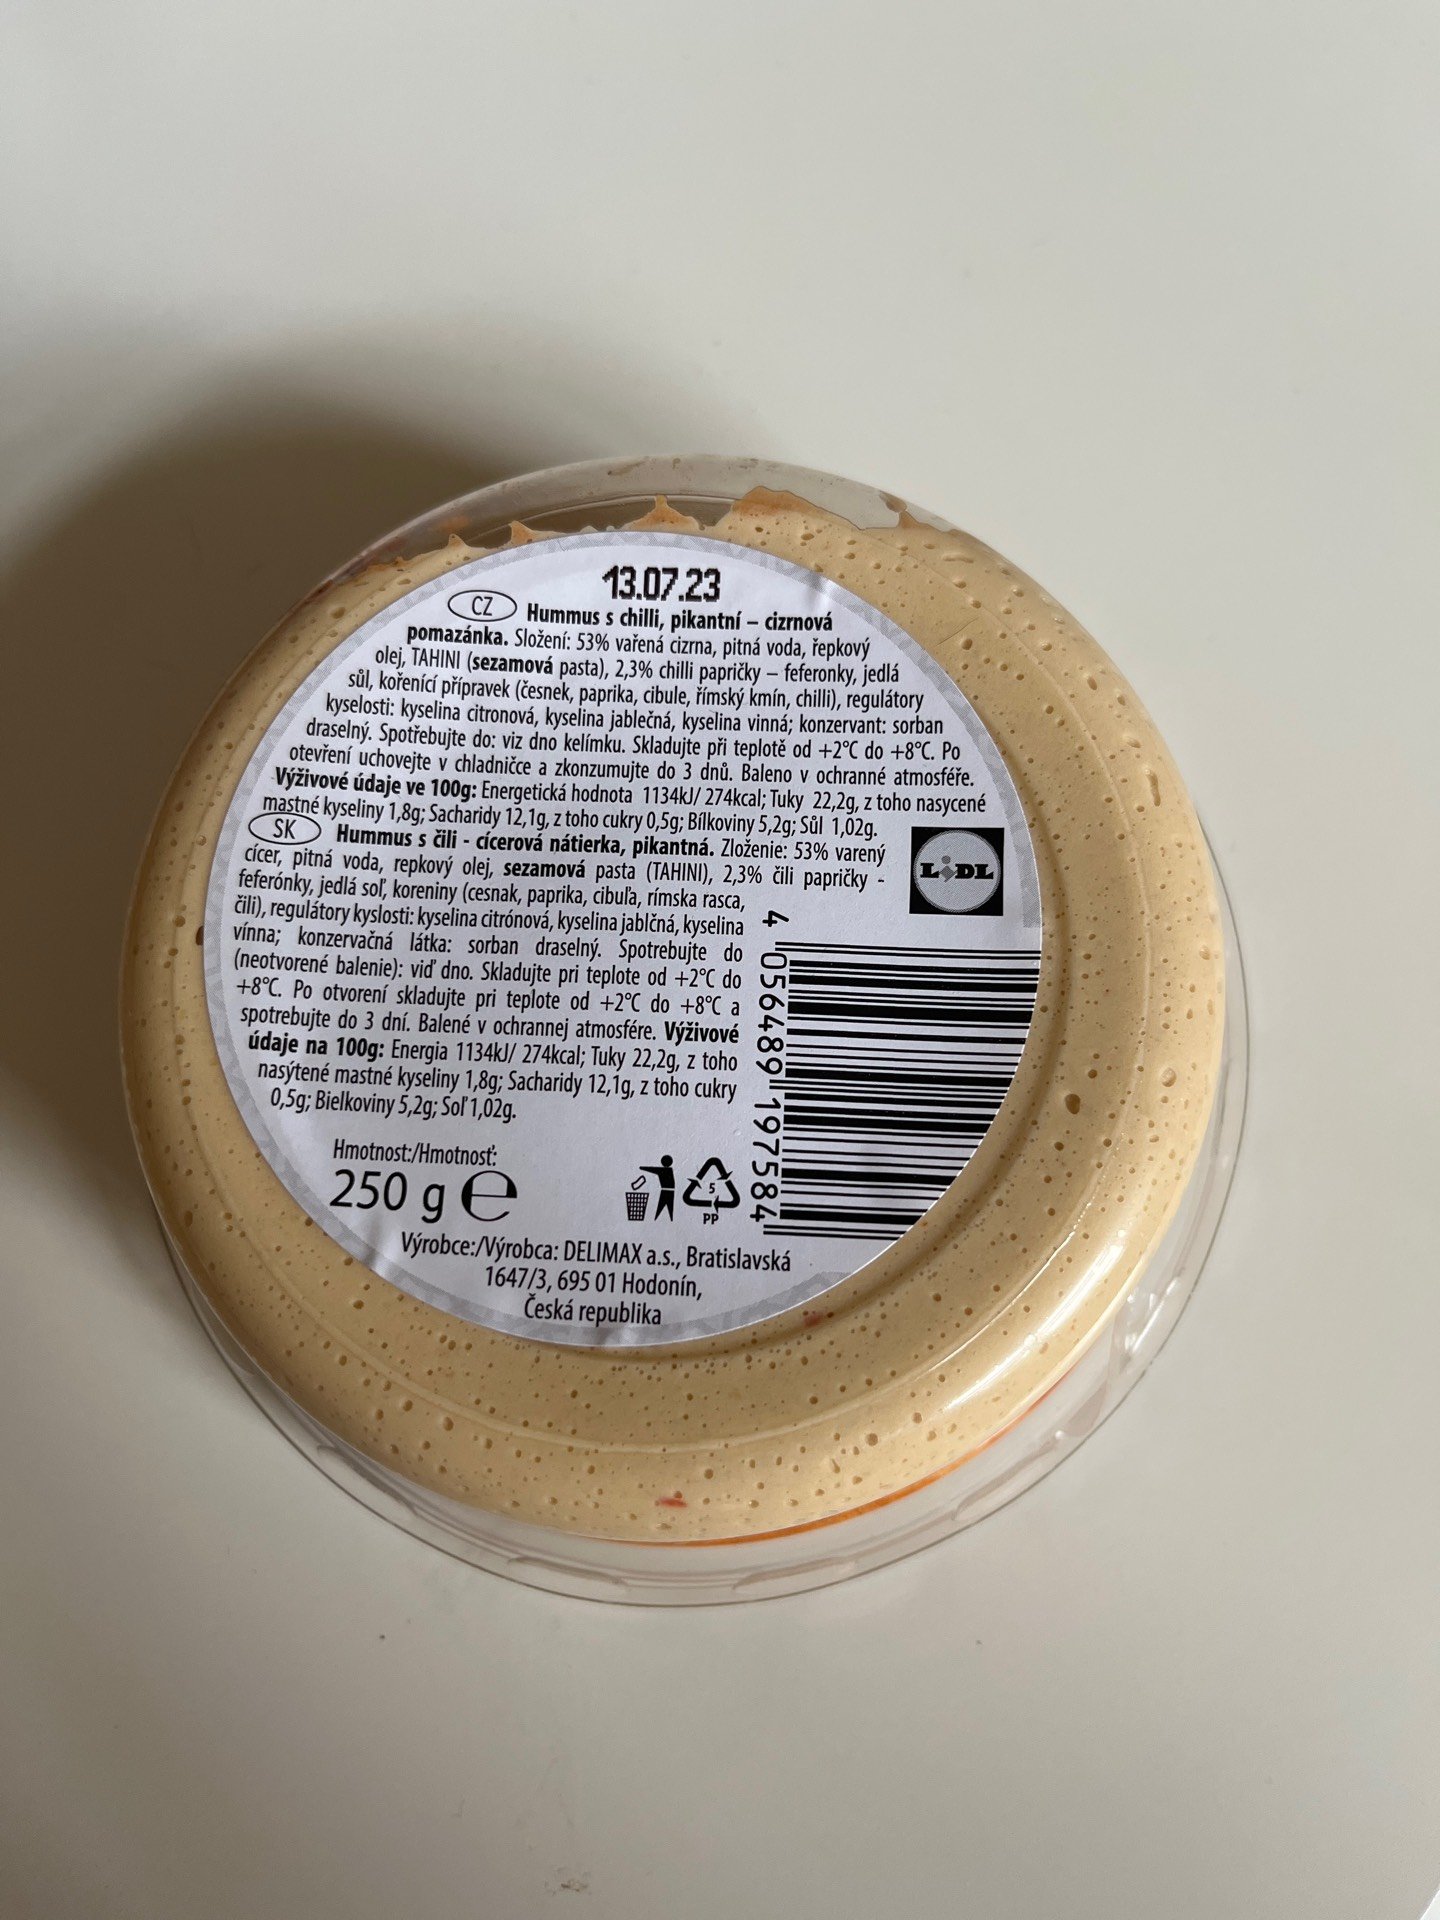 13.07.23
CZ Hummus s chilli, pikantní – cizrnová
pomazánka. Složení: 53% vařená cizrna, pitná voda, řepkový
olej, TAHINI (sezamová pasta), 2,3% chilli papričky – feferonky, jedlá
sůl, kořenící přípravek (česnek, paprika, cibule, římský kmín, chilli), regulátory
kyselosti: kyselina citronová, kyselina jablečná, kyselina vinná; konzervant: sorban
draselný. Spotřebujte do: viz dno kelímku. Skladujte při teplotě od +2°C do +8°C. Po
otevření uchovejte v chladničce a zkonzumujte do 3 dnů. Baleno v ochranné atmosféře.
Výživové údaje ve 100g: Energetická hodnota 1134kJ/ 274kcal; Tuky 22,2g, z toho nasycené
mastné kyseliny 1,8g; Sacharidy 12,1g, z toho cukry 0,5g; Bílkoviny 5,2g; Sůl 1,02g.
SK Hummus s čili - cícerová nátierka, pikantná. Zloženie: 53% varený
cícer, pitná voda, repkový olej, sezamová pasta (TAHINI), 2,3% čili papričky -
feferónky, jedlá soľ, koreniny (cesnak, paprika, cibuľa, rímska rasca,
čili), regulátory kyslosti: kyselina citrónová, kyselina jablčná, kyselina
vínna; konzervačná látka: sorban draselný. Spotrebujte do
(neotvorené balenie): viď dno. Skladujte pri teplote od +2°C do
+8°C. Po otvorení skladujte pri teplote od +2°C do +8°C a
spotrebujte do 3 dní. Balené v ochrannej atmosfére. Výživové
údaje na 100g: Energia 1134kJ/ 274kcal; Tuky 22,2g, z toho
nasýtené mastné kyseliny 1,8g; Sacharidy 12,1g, z toho cukry
0,5g; Bielkoviny 5,2g; Soľ 1,02g.
LIDL
4 056489 197584
Hmotnost:/Hmotnosť:
250 g e
5
PP
Výrobce:/Výrobca: DELIMAX a.s., Bratislavská
1647/3, 695 01 Hodonín,
Česká republika